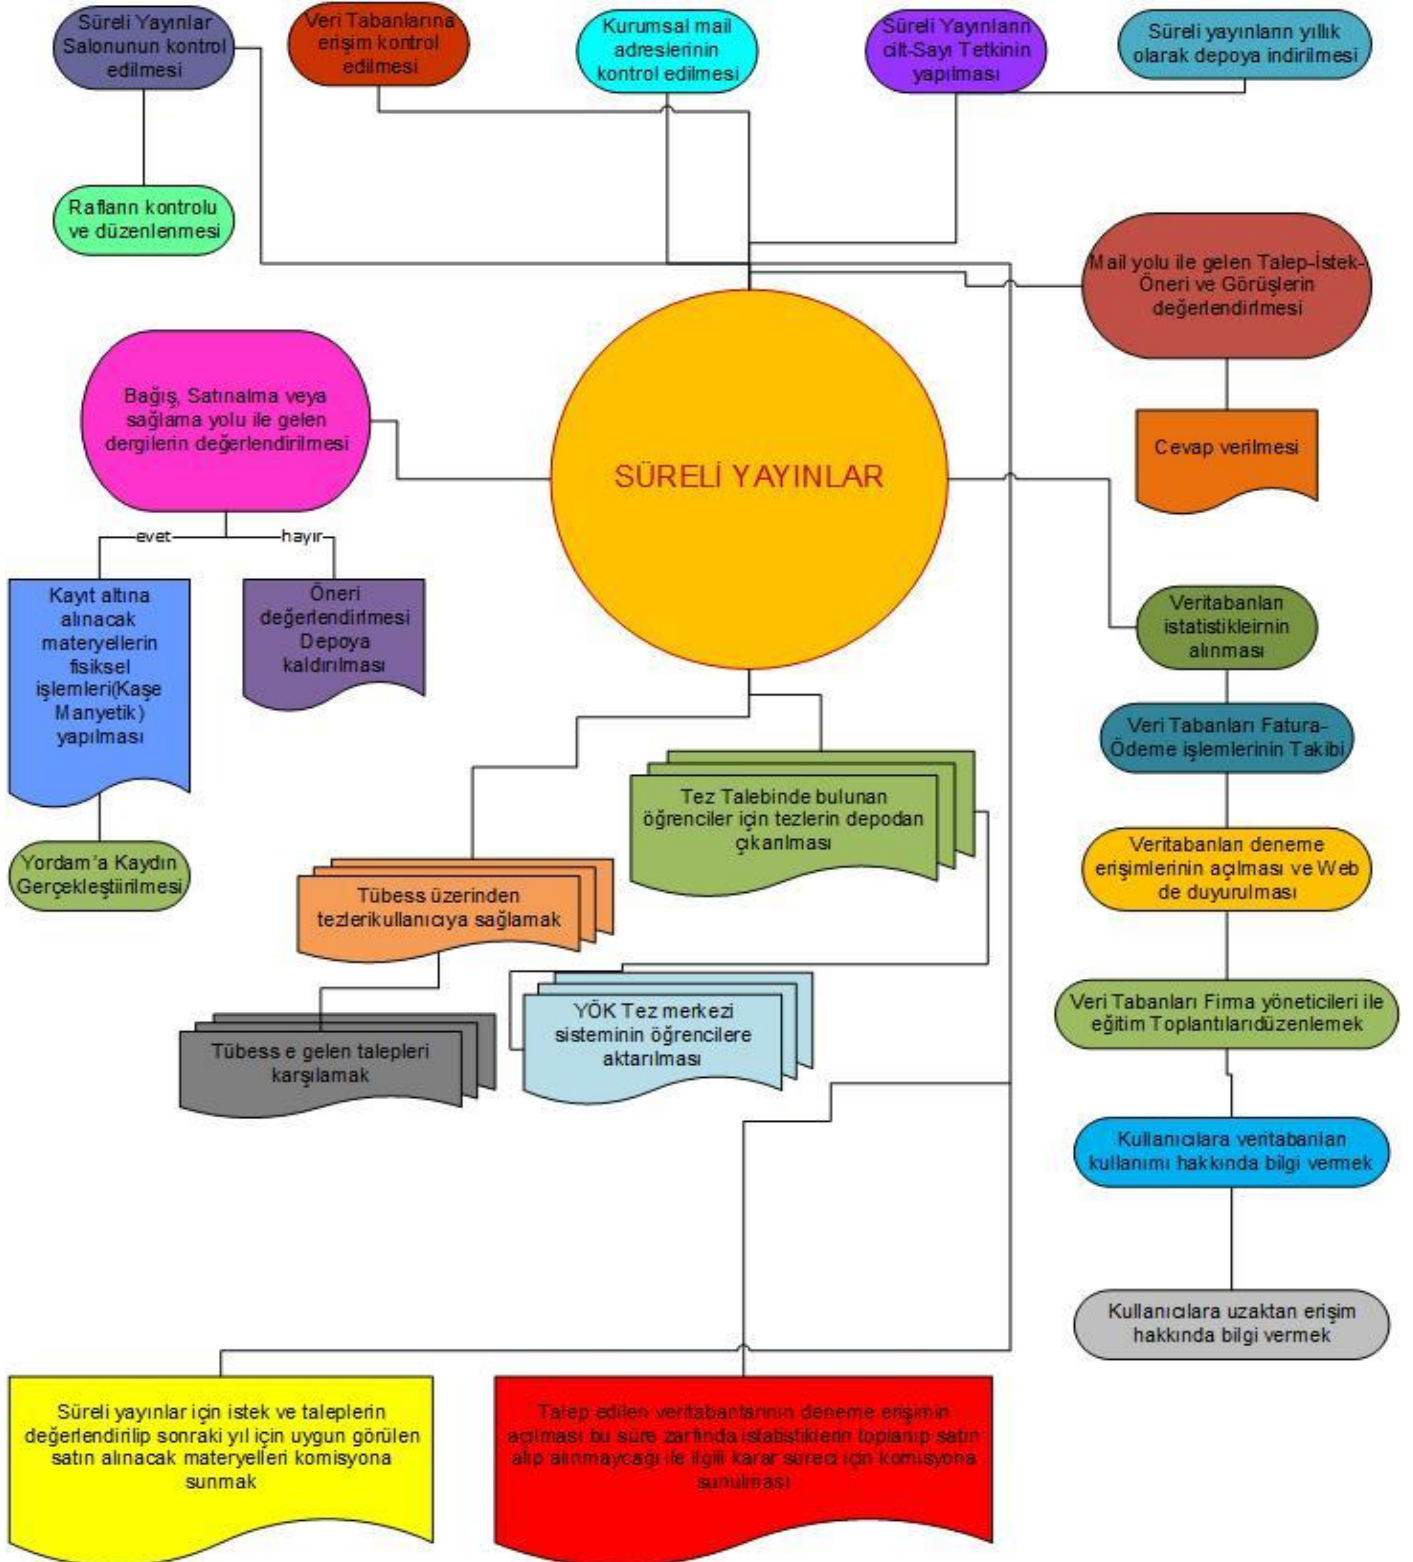 Süreli Yayınlar
Salonunun kontrol
edilmesi
Veri Tabanlarına
erişim kontrol
edilmesi
Kurumsal mail
adreslerinin
kontrol edilmesi
Süreli Yayınların
cilt-Sayı Tetkinin
yapılması
Süreli yayınların yıllık
olarak depoya indirilmesi
Rafların kontrolu
ve düzenlenmesi
Mail yolu ile gelen Talep-İstek-
Öneri ve Görüşlerin
değerlendirlmesi
Bağış, Satınalma veya
sağlama yolu ile gelen
dergilerin değerlendirilmesi
SÜRELİ YAYINLAR
Cevap verilmesi
evet
hayır
Kayıt altına
alınacak
materyellerin
fisiksel
işlemleri(Kaşe
Manyetik)
yapılması
Öneri
değerlendirlmesi
Depoya
kaldırılması
Veritabanları
istatistikleirnin
alınması
Veri Tabanları Fatura-
Ödeme işlemlerinin Takibi
Tez Talebinde bulunan
öğrenciler için tezlerin depodan
çıkarılması
Yordam'a Kaydın
Gerçekleştiirilmesi
Veritabanları deneme
erişimlerinin açılması ve Web
de duyurulması
Tübess üzerinden
tezlerikullanıcıya sağlamak
Veri Tabanları Firma yöneticileri ile
eğitim Toplantılarıdüzenlemek
YÖK Tez merkezi
sisteminin öğrencilere
aktarılması
Tübess e gelen talepleri
karşılamak
Kullanıcılara veritabanları
kullanımı hakkında bilgi vermek
Kullanıcılara uzaktan erişim
hakkında bilgi vermek
Süreli yayınlar için istek ve taleplerin
değerlendirilip sonraki yıl için uygun görülen
satın alınacak materyelleri komisyona
sunmak
Talep edilen veritabanlarının deneme erişimin
açılması bu süre zarfında istatistiklerin toplanıp satın
alıp alınmaycağı ile ilgili karar süreci için komisyona
sunulması